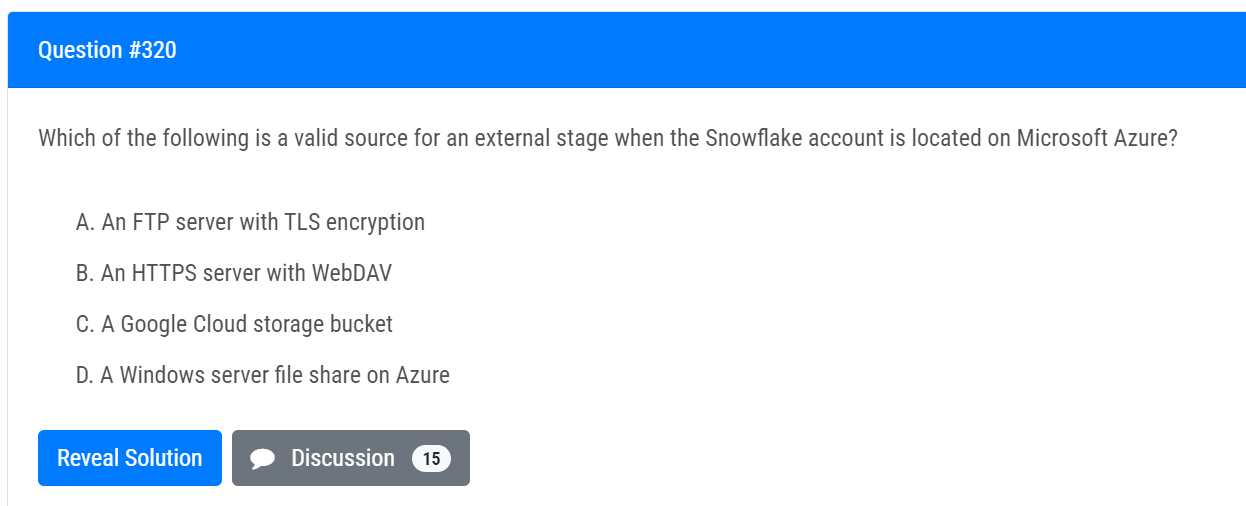 Question #320
Which of the following is a valid source for an external stage when the Snowflake account is located on Microsoft Azure?
A. An FTP server with TLS encryption
B. An HTTPS server with WebDAV
C. A Google Cloud storage bucket
D. A Windows server file share on Azure
Reveal Solution Discussion 15